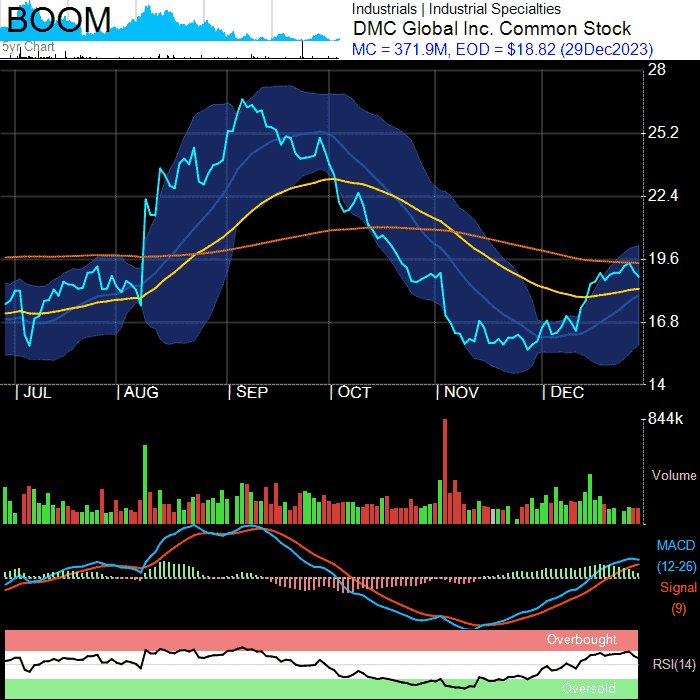 BOOM
5yr Chart
Industrials | Industrial Specialties
DMC Global Inc. Common Stock
MC = 371.9M, EOD = $18.82 (29Dec2023)
28
25.2
22.4
19.6
16.8
14
JUL AUG SEP OCT NOV DEC
844k
Volume
MACD
(12-26)
Signal
(9)
Overbought
RSI(14)
Oversold